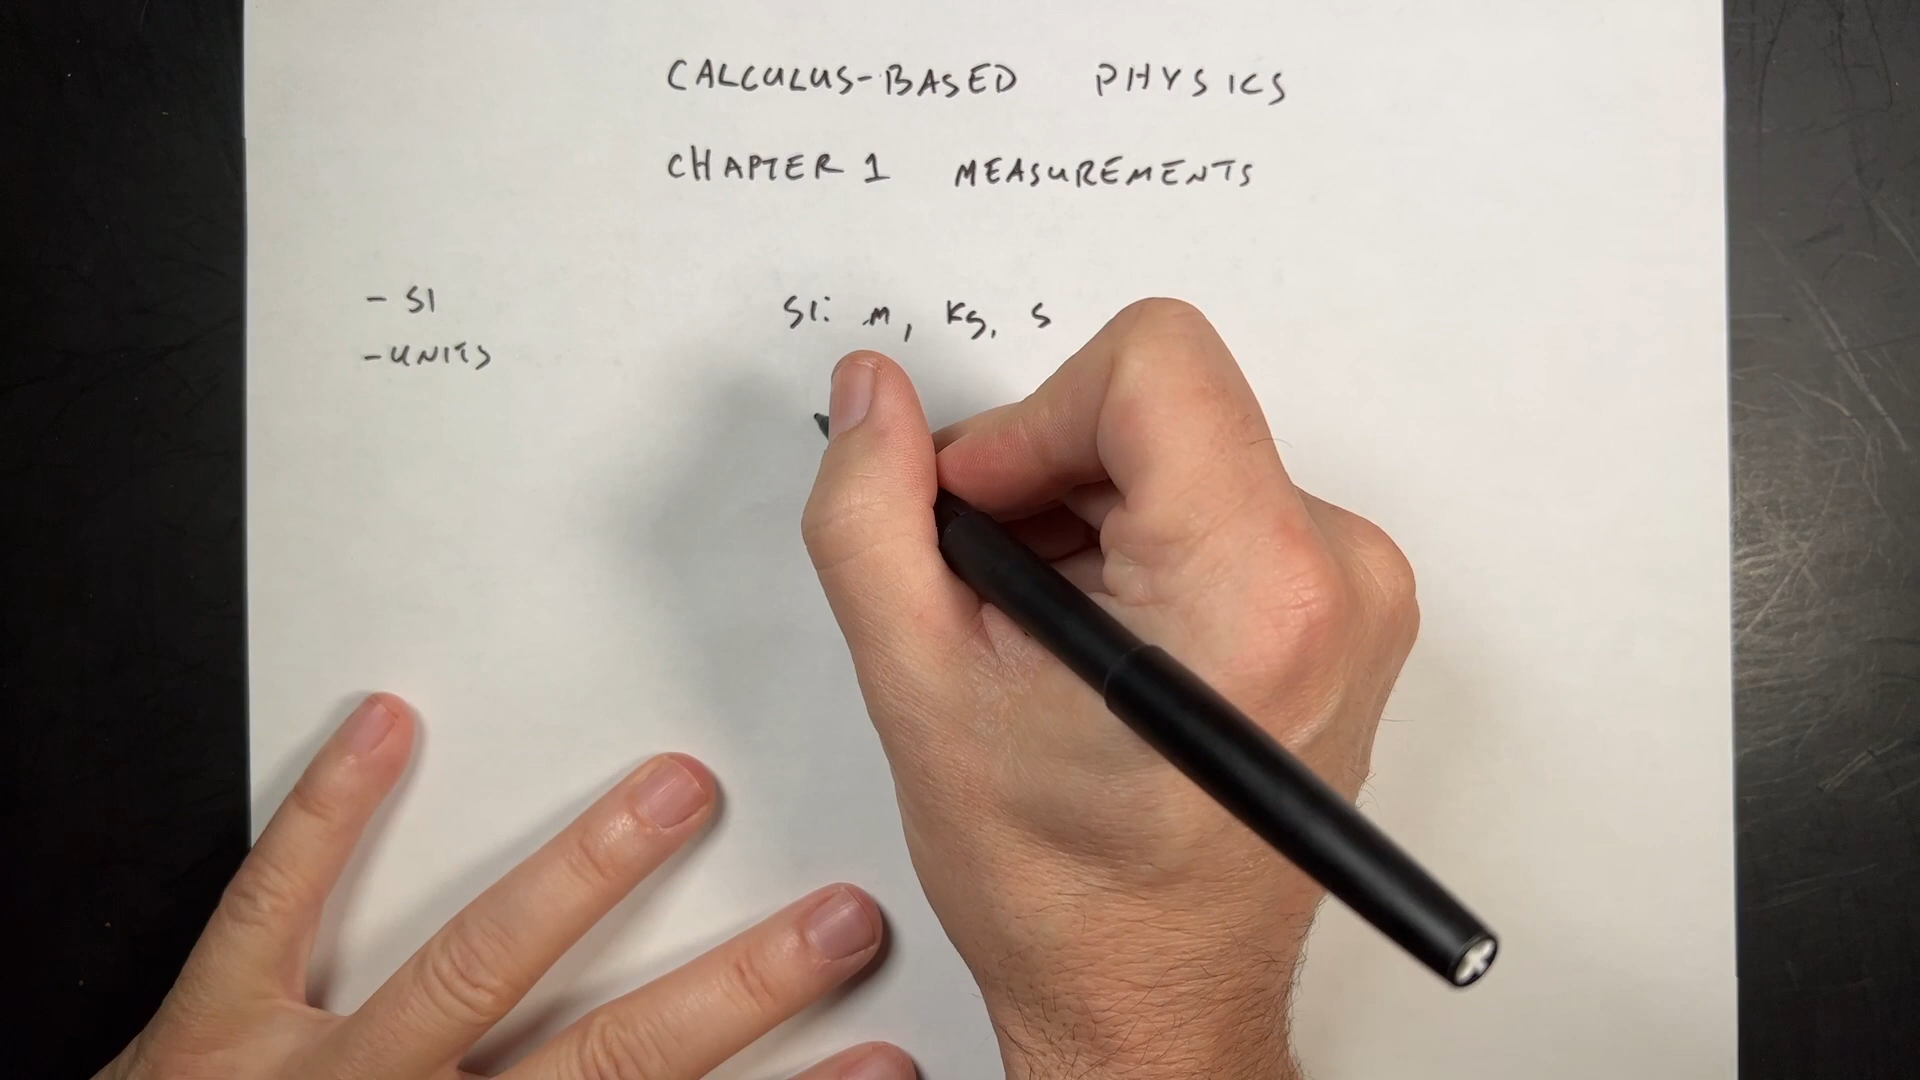 CALCULUS-BASED PHYSICS
CHAPTER 1 MEASUREMENTS
- SI
- UNITS
SI: m, kg, s